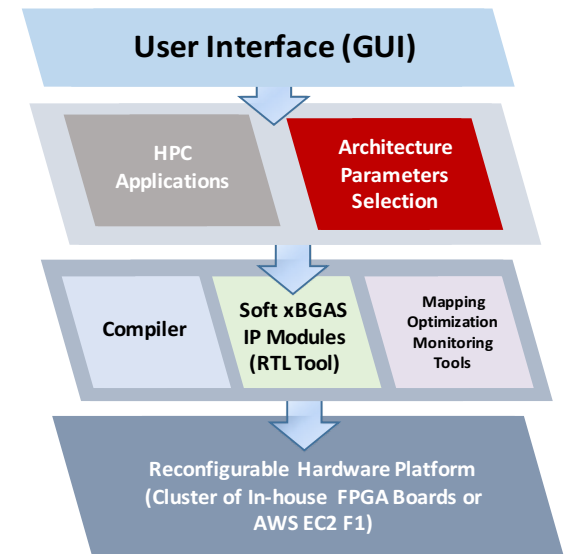 User Interface (GUI)
HPC
Applications
Architecture
Parameters
Selection
Compiler
Soft xBGAS
IP Modules
(RTL Tool)
Mapping
Optimization
Monitoring
Tools
Reconfigurable Hardware Platform
(Cluster of In-house FPGA Boards or
AWS EC2 F1)